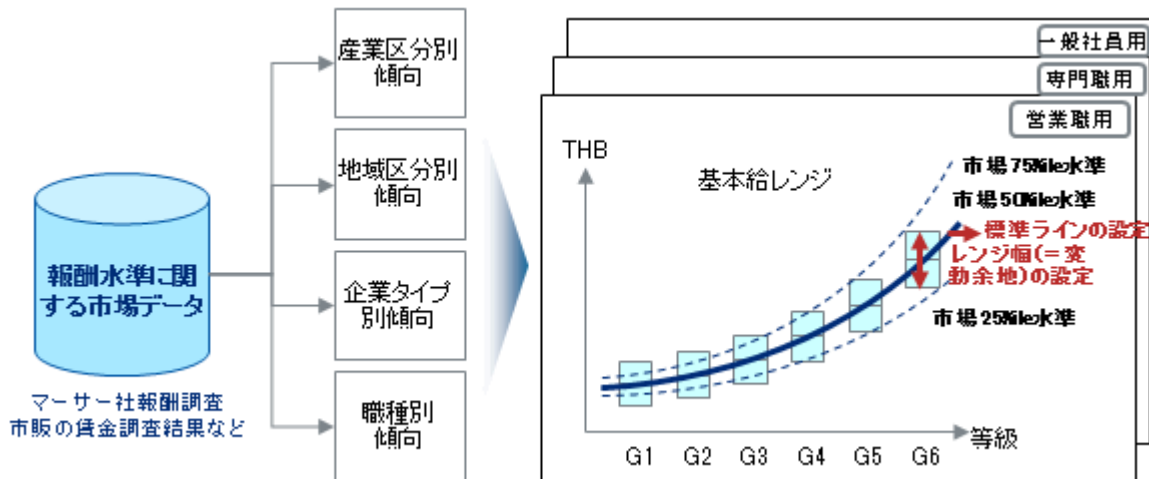 報酬水準に関
する市場データ
マーサー社報酬調査
市販の賃金調査結果など
産業区分別
傾向
地域区分別
傾向
企業タイプ
別傾向
職種別
傾向
一般社員用
専門職用
営業職用
THB
基本給レンジ
市場75%ile水準
市場50%ile水準
標準ラインの設定
レンジ幅(=変
動余地)の設定
市場25%ile水準
等級
G1 G2 G3 G4 G5 G6